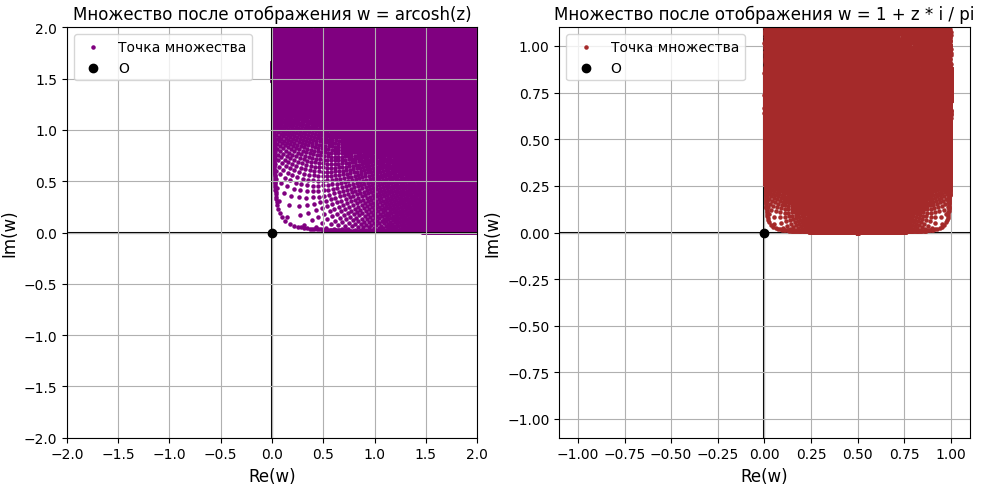 Множество после отображения w = arcosh(z)
Точка множества
O
2.0
1.5
1.0
0.5
0.0
−0.5
−1.0
−1.5
−2.0
Im(w)
−2.0 −1.5 −1.0 −0.5 0.0 0.5 1.0 1.5 2.0
Re(w)
Множество после отображения w = 1 + z * i / pi
Точка множества
O
1.00
0.75
0.50
0.25
0.00
−0.25
−0.50
−0.75
−1.00
Im(w)
−1.00 −0.75 −0.50 −0.25 0.00 0.25 0.50 0.75 1.00
Re(w)